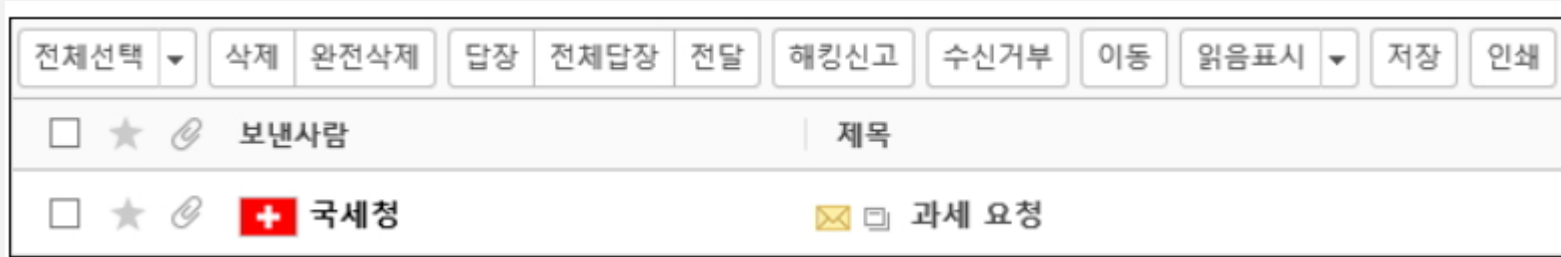 전체선택 삭제 완전삭제 답장 전체답장 전달 해킹신고 수신거부 이동 읽음표시 저장 인쇄
보낸사람 제목
국세청 과세 요청